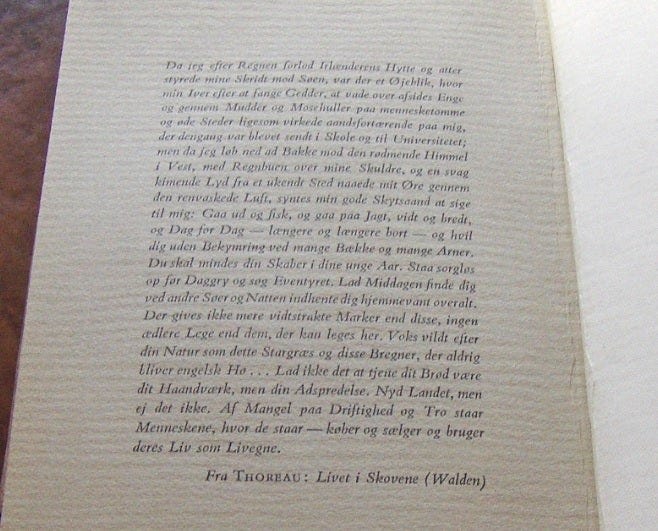 Da jeg efter Regnen forlod Irlænderens Hytte og atter
styrede mine Skridt mod Søen, var der et Øjeblik, hvor
min Iver efter at fange Gedder, at vade over afsides Enge
og gennem Mudder og Mosehuller paa mennesketomme
og øde Steder ligesom virkede aandsfortærende paa mig,
der dengang var blevet sendt i Skole og til Universitetet;
men da jeg løb ned ad Bakke mod den rødmende Himmel
i Vest, med Regnbuen over mine Skuldre, og en svag
kimende Lyd fra et ukendt Sted naaede mit Øre gennem
den renvaskede Luft, syntes min gode Skytsaand at sige
til mig: Gaa ud og fisk, og gaa paa Jagt, vidt og bredt,
og Dag for Dag — længere og længere bort — og hvil
dig uden Bekymring ved mange Bække og mange Arner.
Du skal mindes din Skaber i dine unge Aar. Staa sorgløs
op før Daggry og søg Eventyret. Lad Middagen finde dig
ved andre Søer og Natten indhente dig hjemmevant overalt.
Der gives ikke mere vidtstrakte Marker end disse, ingen
ædlere Lege end dem, der kan leges her. Voks vildt efter
din Natur som dette Stargræs og disse Bregner, der aldrig
bliver engelsk Hø . . . Lad ikke det at tjene dit Brød være
dit Haandværk, men din Adspredelse. Nyd Landet, men
ej det ikke. Af Mangel paa Driftighed og Tro staar
Menneskene, hvor de staar — køber og sælger og bruger
deres Liv som Livegne.
Fra THOREAU: Livet i Skovene (Walden)